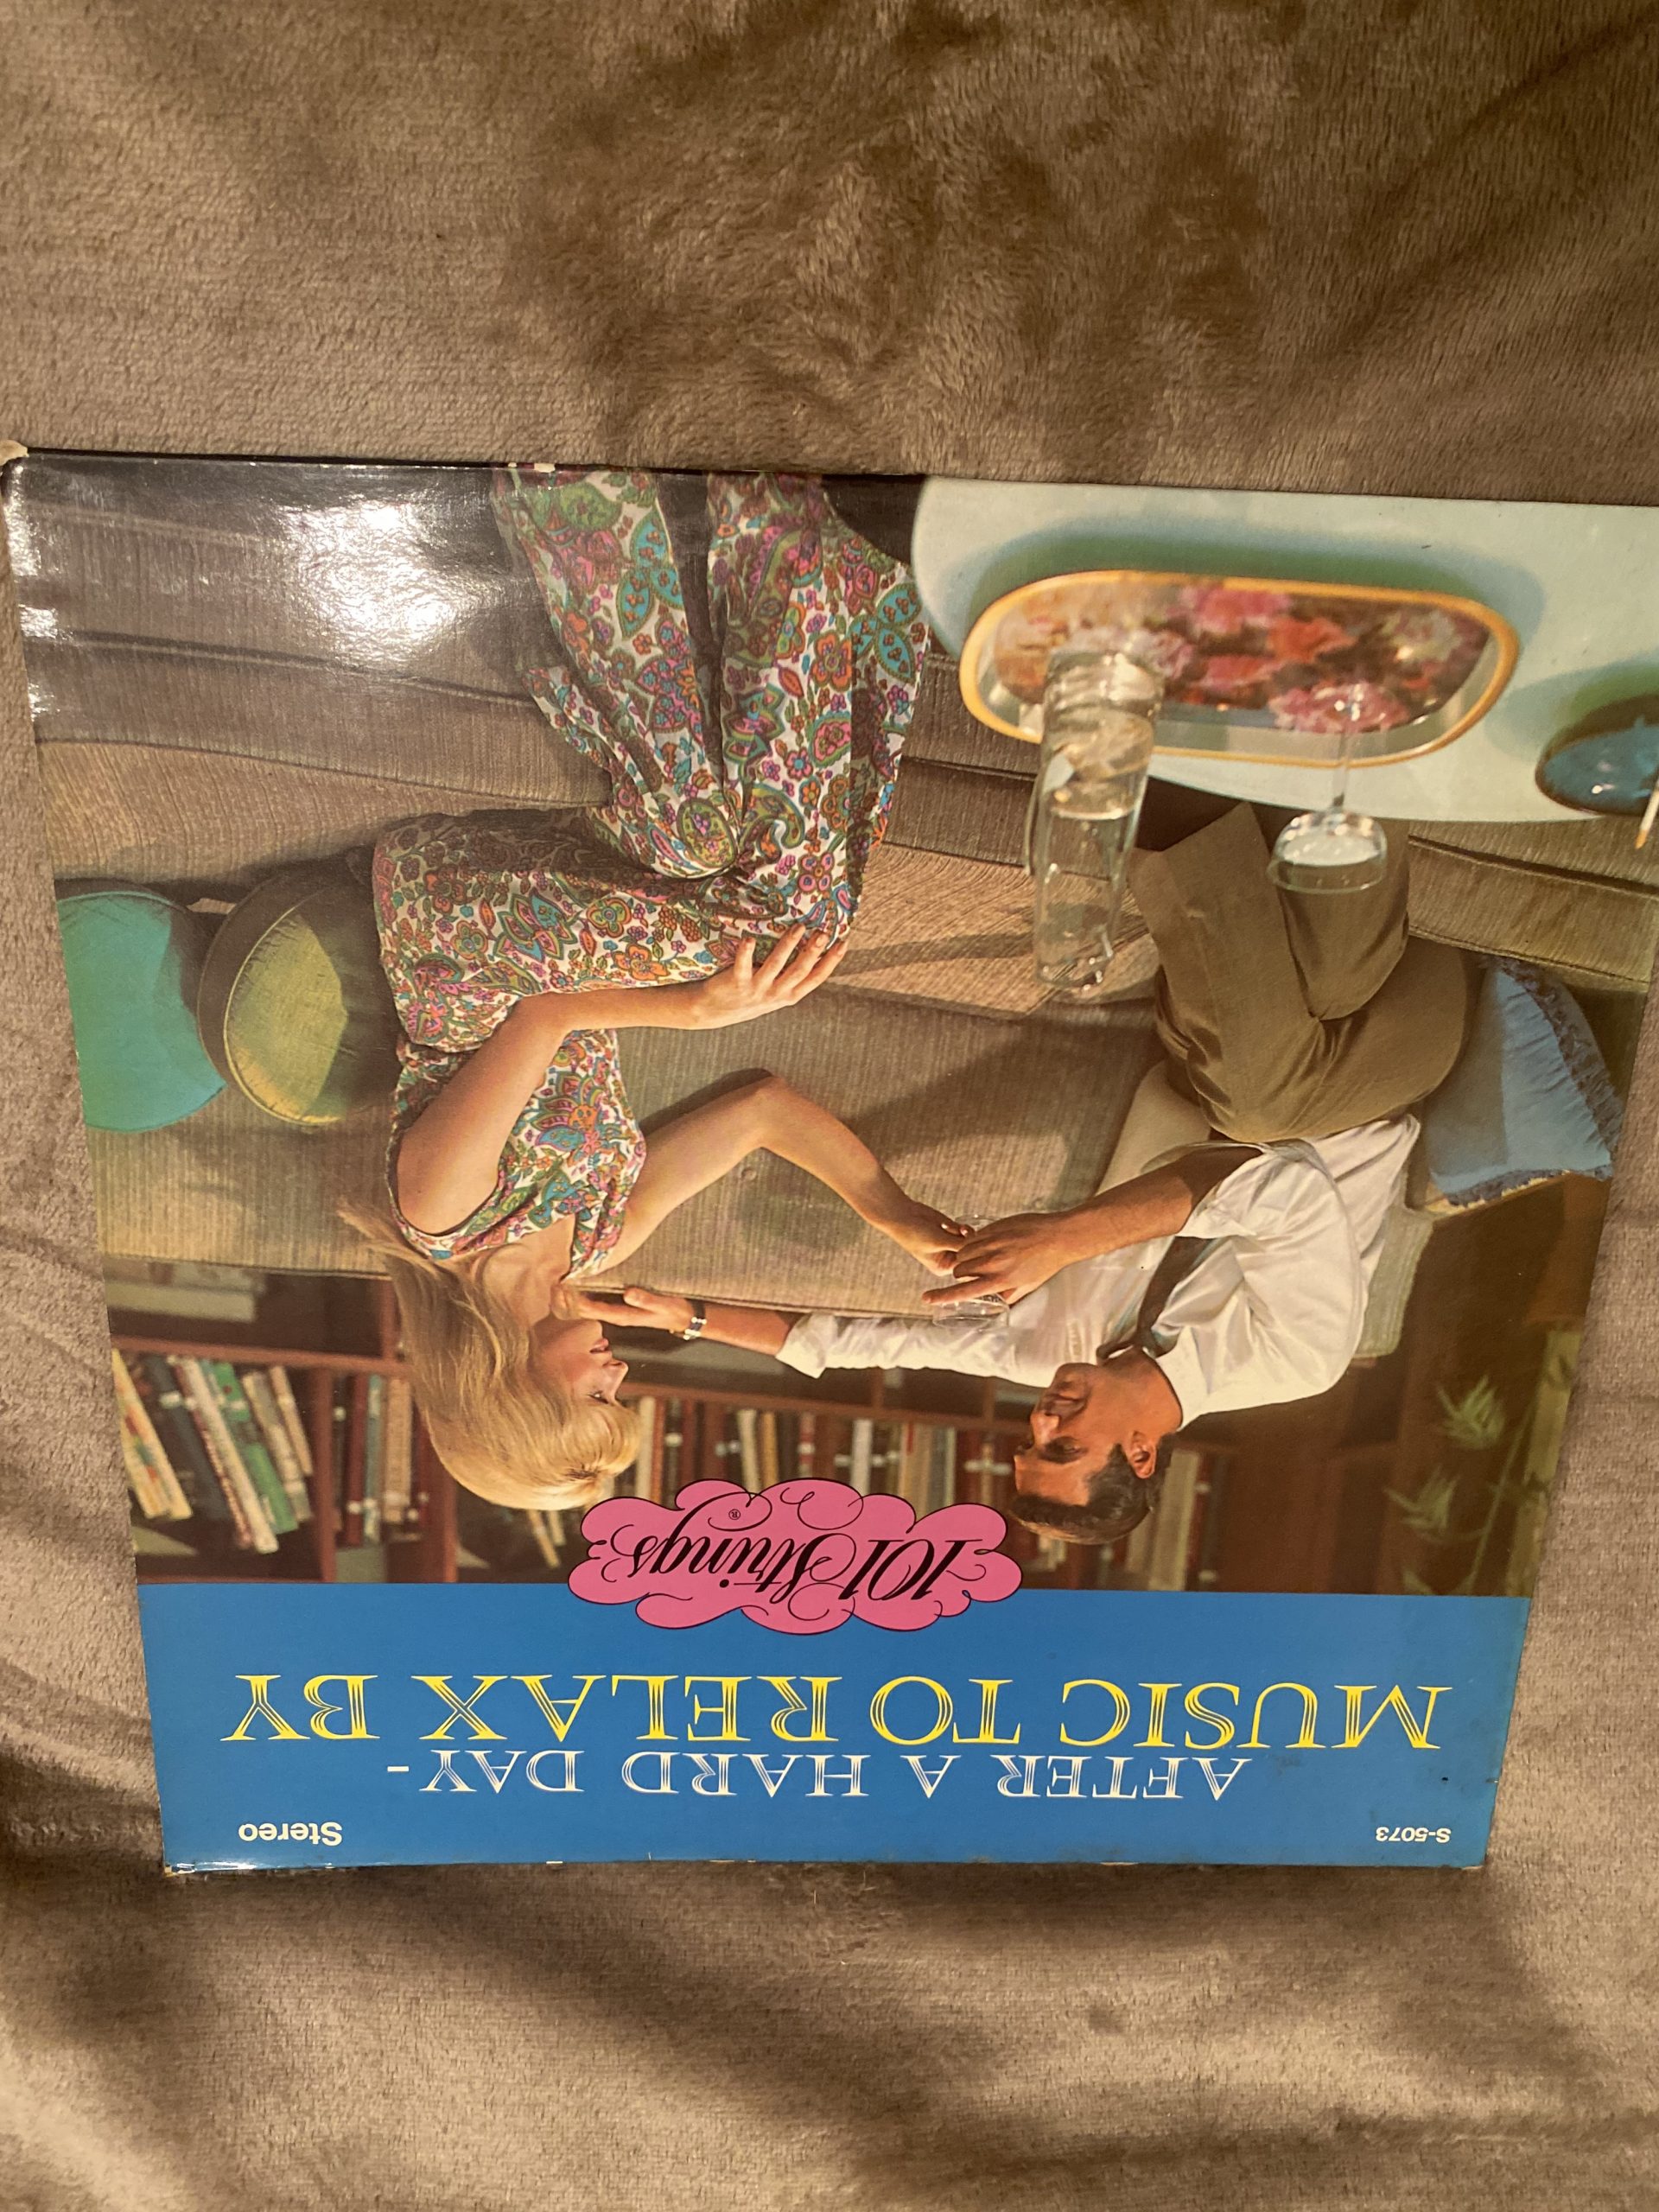 S-5073
Stereo
AFTER A HARD DAY -
MUSIC TO RELAX BY
101 Strings ®